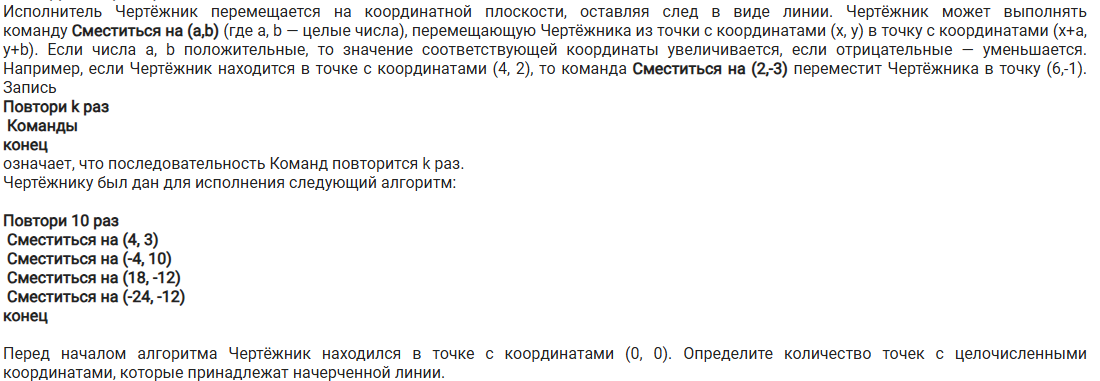 Исполнитель Чертёжник перемещается на координатной плоскости, оставляя след в виде линии. Чертёжник может выполнять
команду Сместиться на (a,b) (где a, b — целые числа), перемещающую Чертёжника из точки с координатами (x, y) в точку с координатами (x+a,
y+b). Если числа a, b положительные, то значение соответствующей координаты увеличивается, если отрицательные — уменьшается.
Например, если Чертёжник находится в точке с координатами (4, 2), то команда Сместиться на (2,-3) переместит Чертёжника в точку (6,-1).
Запись
Повтори k раз
Команды
конец
означает, что последовательность Команд повторится k раз.
Чертёжнику был дан для исполнения следующий алгоритм:
Повтори 10 раз
Сместиться на (4, 3)
Сместиться на (-4, 10)
Сместиться на (18, -12)
Сместиться на (-24, -12)
конец
Перед началом алгоритма Чертёжник находился в точке с координатами (0, 0). Определите количество точек с целочисленными
координатами, которые принадлежат начерченной линии.